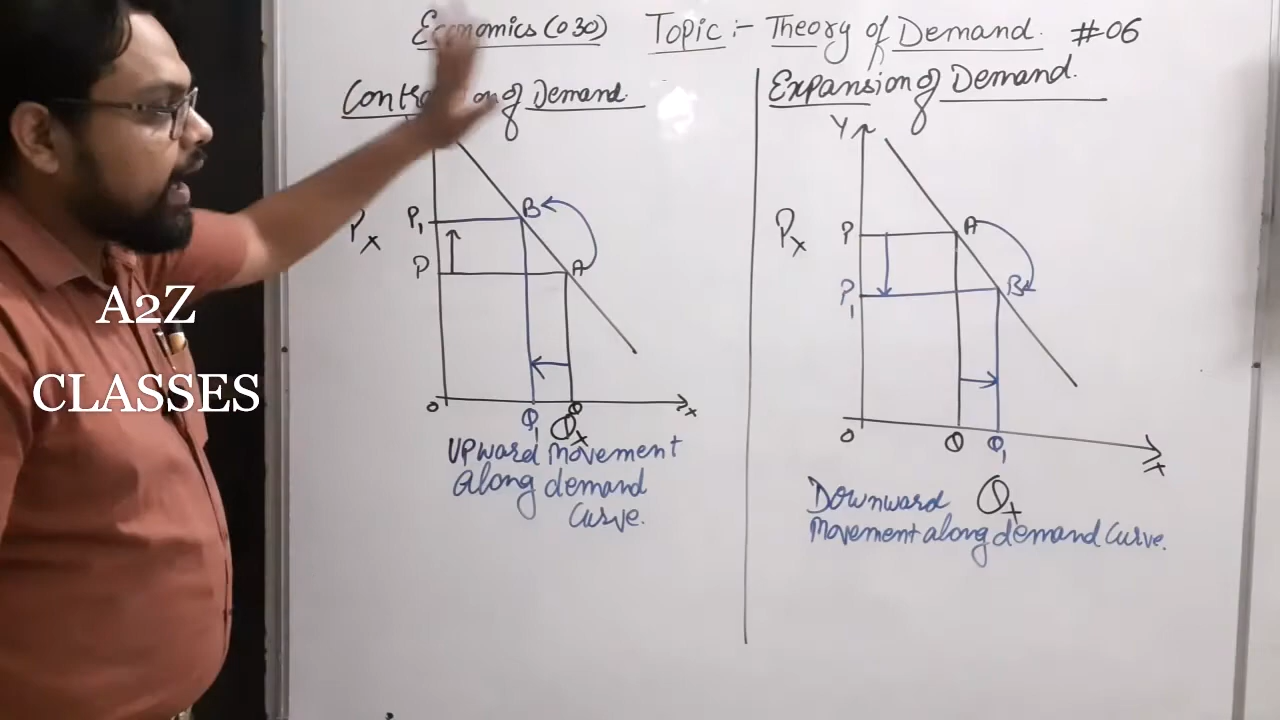 Economics (030) Topic :- Theory of Demand. #06
of Demand.
Expansion of Demand.
Y
P₁ B
P A
Px
O Q₁ Q x
Qx
Upward Movement
along demand
Curve.
P A
P₁ B
Px
O Q Q₁ x
Qx
Downward
Movement along demand Curve.
A2Z
CLASSES